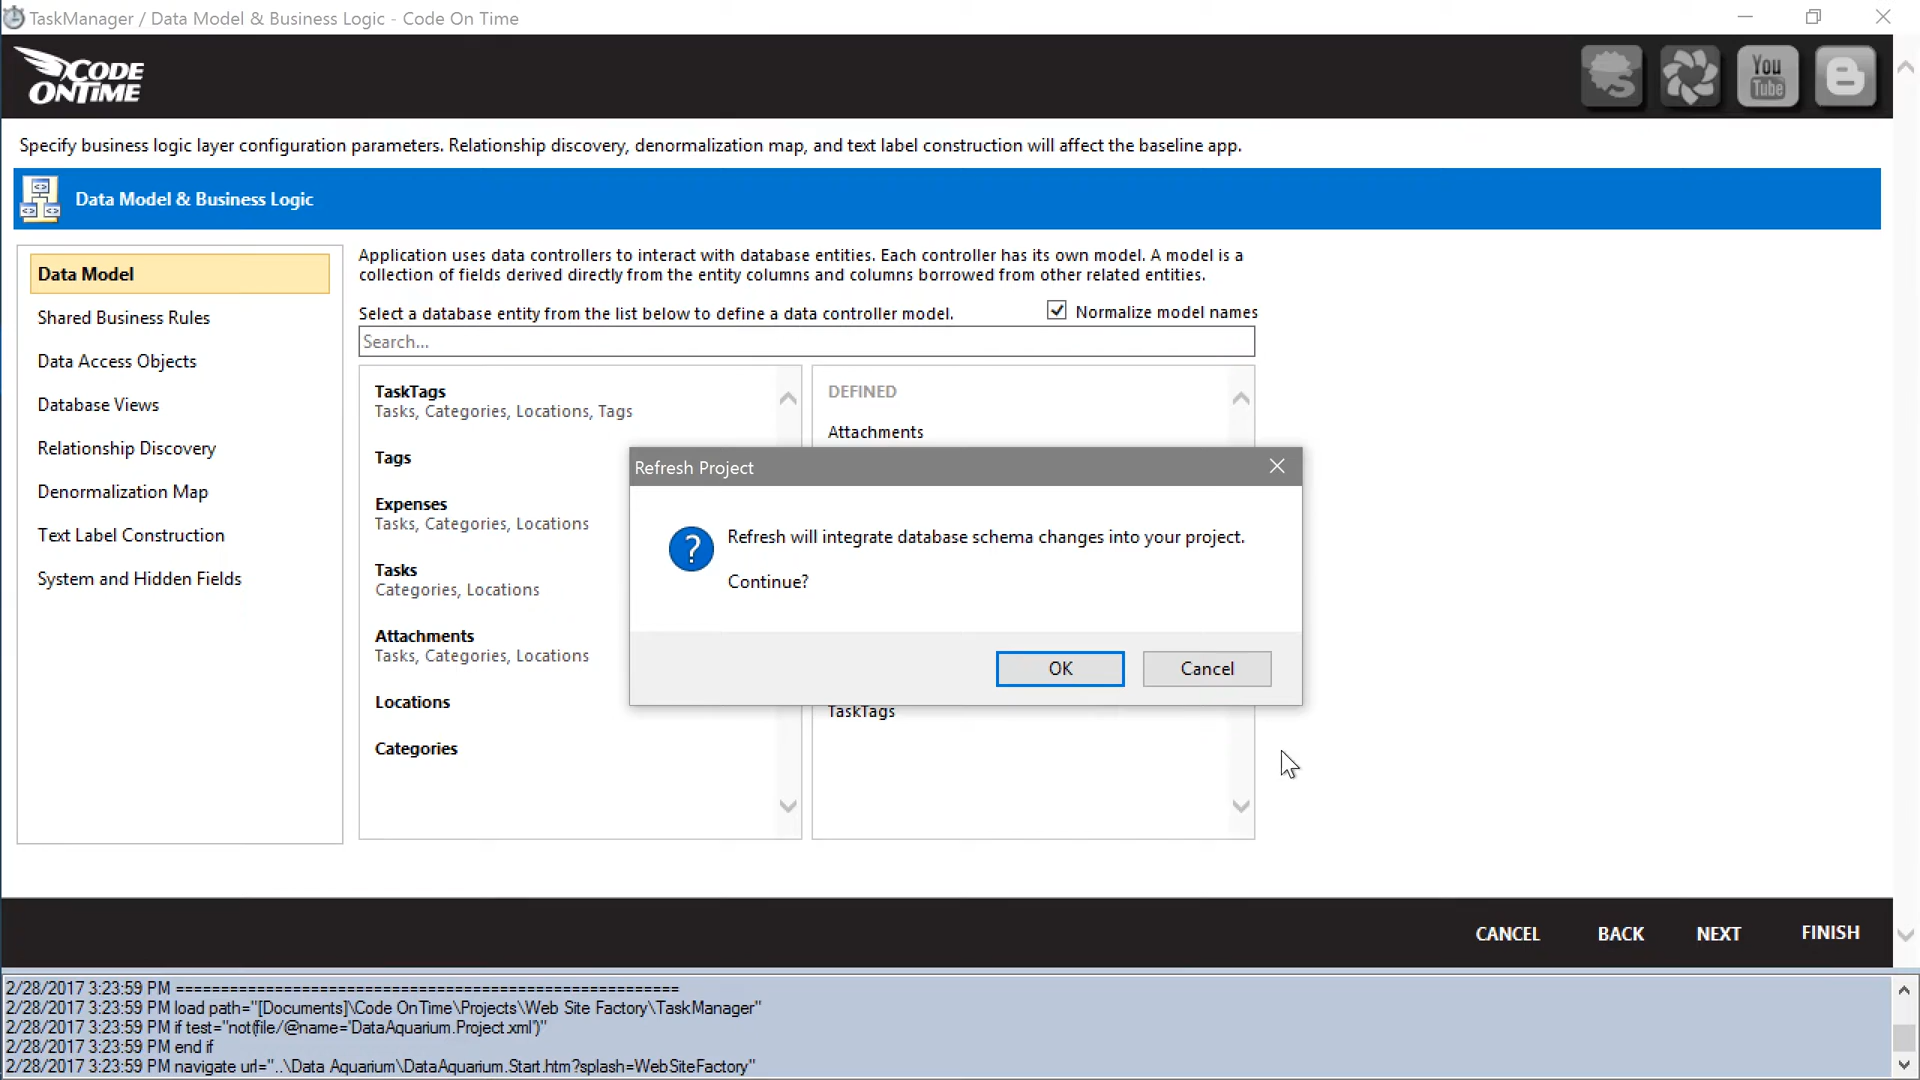 TaskManager / Data Model & Business Logic - Code On Time
CODE
ONTIME
You
Tube
Specify business logic layer configuration parameters. Relationship discovery, denormalization map, and text label construction will affect the baseline app.
Data Model & Business Logic
Data Model
Shared Business Rules
Data Access Objects
Database Views
Relationship Discovery
Denormalization Map
Text Label Construction
System and Hidden Fields
Application uses data controllers to interact with database entities. Each controller has its own model. A model is a
collection of fields derived directly from the entity columns and columns borrowed from other related entities.
Select a database entity from the list below to define a data controller model.
Normalize model names
Search...
TaskTags
Tasks, Categories, Locations, Tags
Tags
Expenses
Tasks, Categories, Locations
Tasks
Categories, Locations
Attachments
Tasks, Categories, Locations
Locations
Categories
DEFINED
Attachments
TaskTags
Refresh Project
Refresh will integrate database schema changes into your project.
Continue?
OK
Cancel
CANCEL
BACK
NEXT
FINISH
2/28/2017 3:23:59 PM =====================================================
2/28/2017 3:23:59 PM load path="[Documents]\Code OnTime\Projects\Web Site Factory\TaskManager"
2/28/2017 3:23:59 PM if test="not(file/@name='DataAquarium.Project.xml')"
2/28/2017 3:23:59 PM end if
2/28/2017 3:23:59 PM navigate url="..\Data Aquarium\DataAquarium.Start.htm?splash=WebSiteFactory"